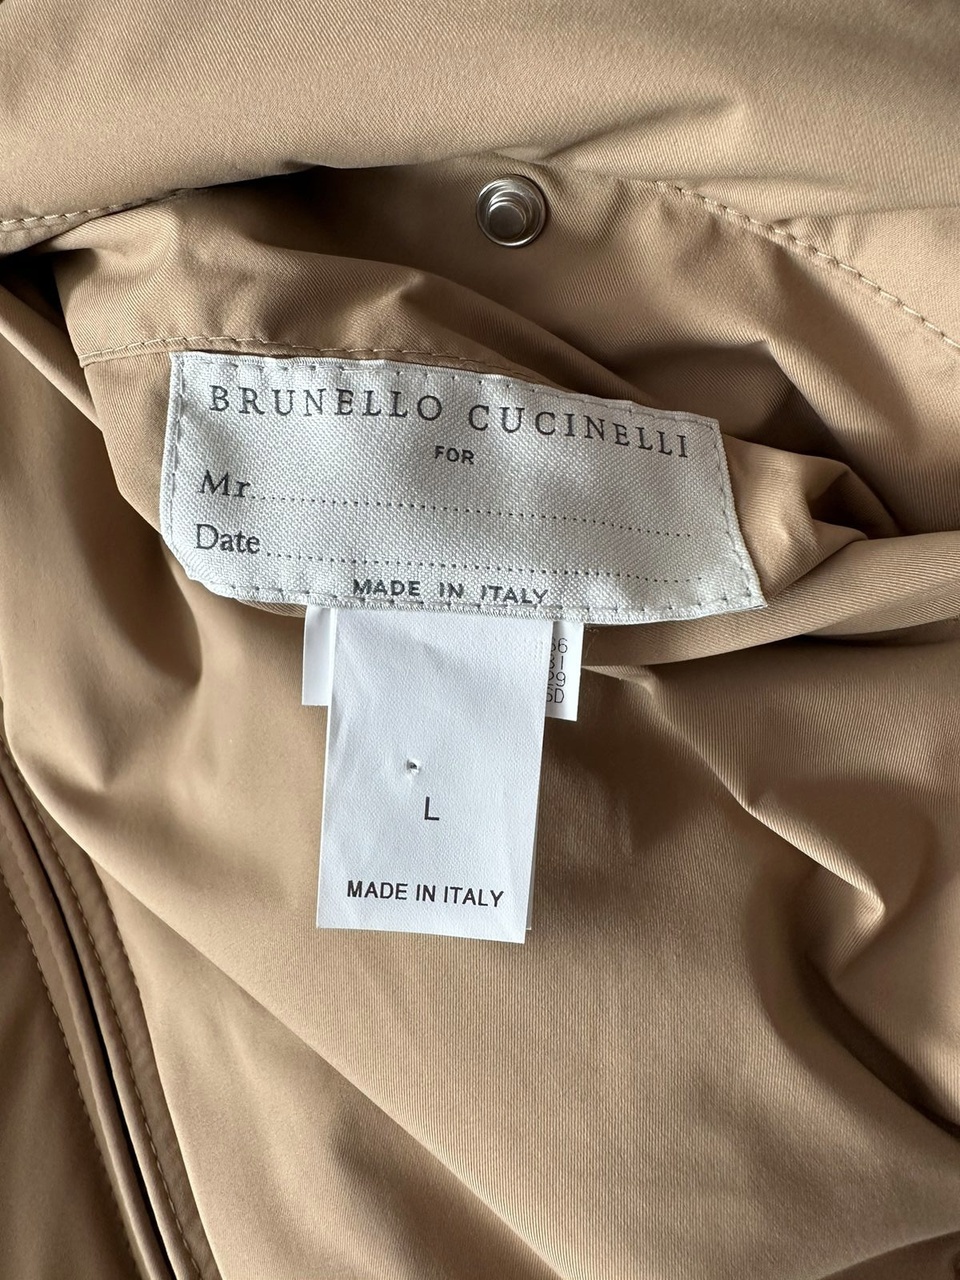 BRUNELLO CUCINELLI
FOR
Mr.
Date
MADE IN ITALY
L
MADE IN ITALY